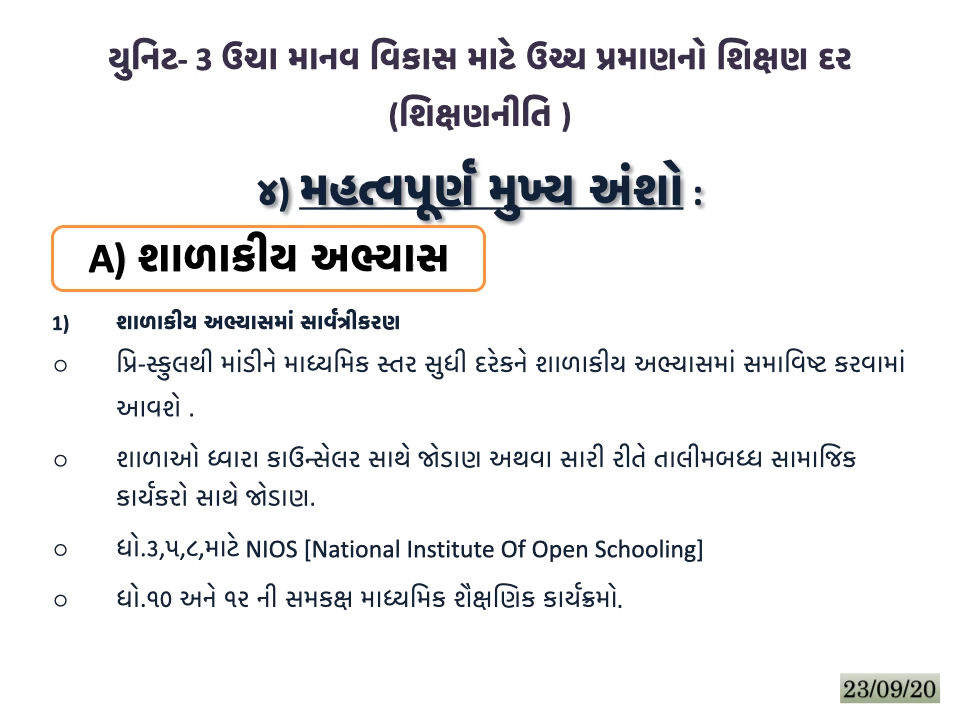 યુનિટ- 3 ઉચા માનવ વિકાસ માટે ઉચ્ચ પ્રમાણનો શિક્ષણ દર
(શિક્ષણનીતિ )
૪) મહત્વપૂર્ણ મુખ્ય અંશો :
A) શાળાકીય અભ્યાસ
1) શાળાકીય અભ્યાસમાં સાર્વત્રીકરણ
○ પ્રિ-સ્કુલથી માંડીને માધ્યમિક સ્તર સુધી દરેકને શાળાકીય અભ્યાસમાં સમાવિષ્ટ કરવામાં
આવશે .
○ શાળાઓ ધ્વારા કાઉન્સેલર સાથે જોડાણ અથવા સારી રીતે તાલીમબધ્ધ સામાજિક
કાર્યકરો સાથે જોડાણ.
○ ધો.૩,૫,૮,માટે NIOS [National Institute Of Open Schooling]
○ ધો.૧૦ અને ૧૨ ની સમકક્ષ માધ્યમિક શૈક્ષણિક કાર્યક્રમો.
23/09/20